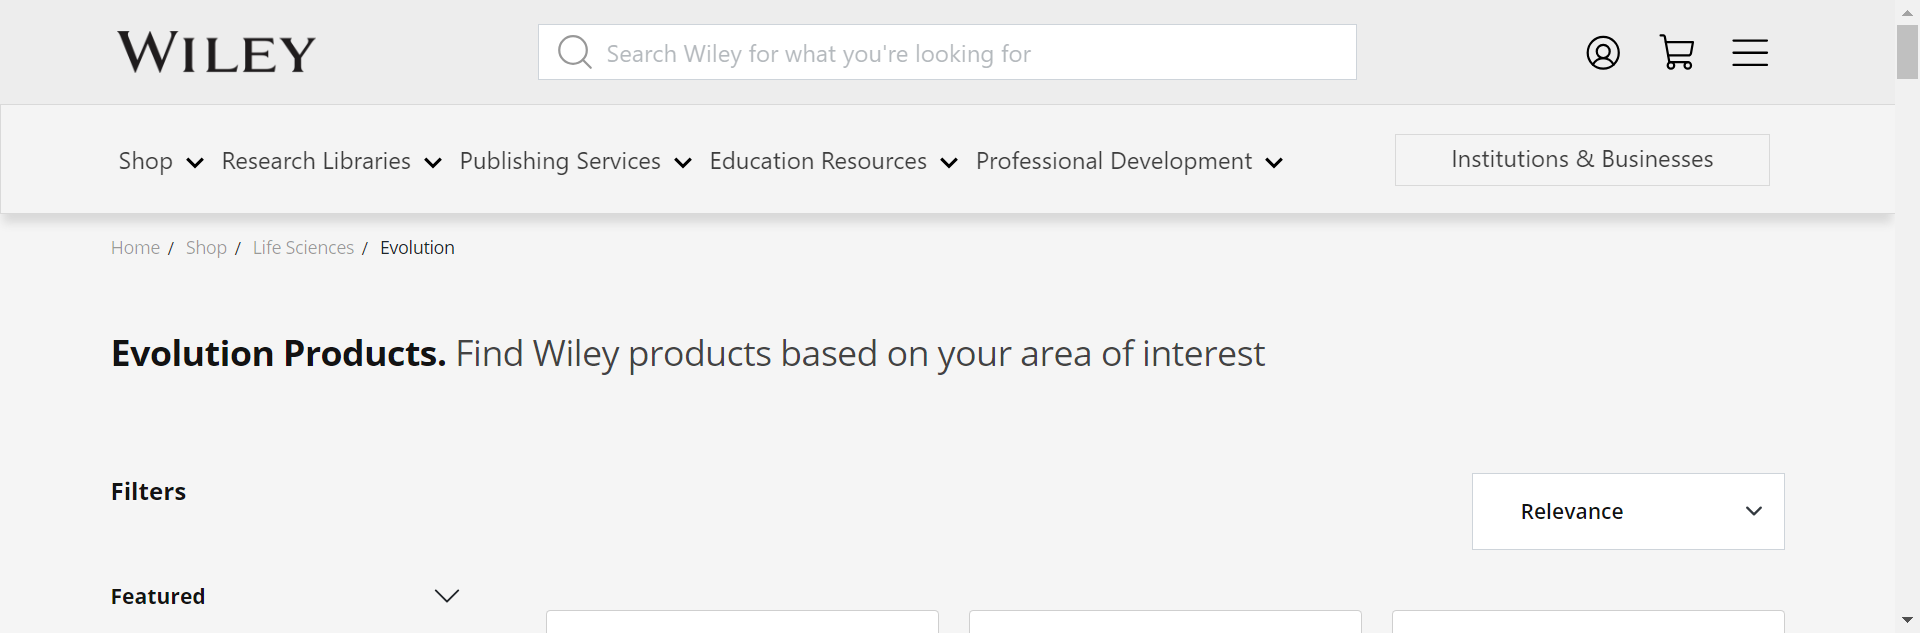 WILEY
Search Wiley for what you're looking for
Shop Research Libraries Publishing Services Education Resources Professional Development Institutions & Businesses
Home / Shop / Life Sciences / Evolution
Evolution Products. Find Wiley products based on your area of interest
Filters
Relevance
Featured